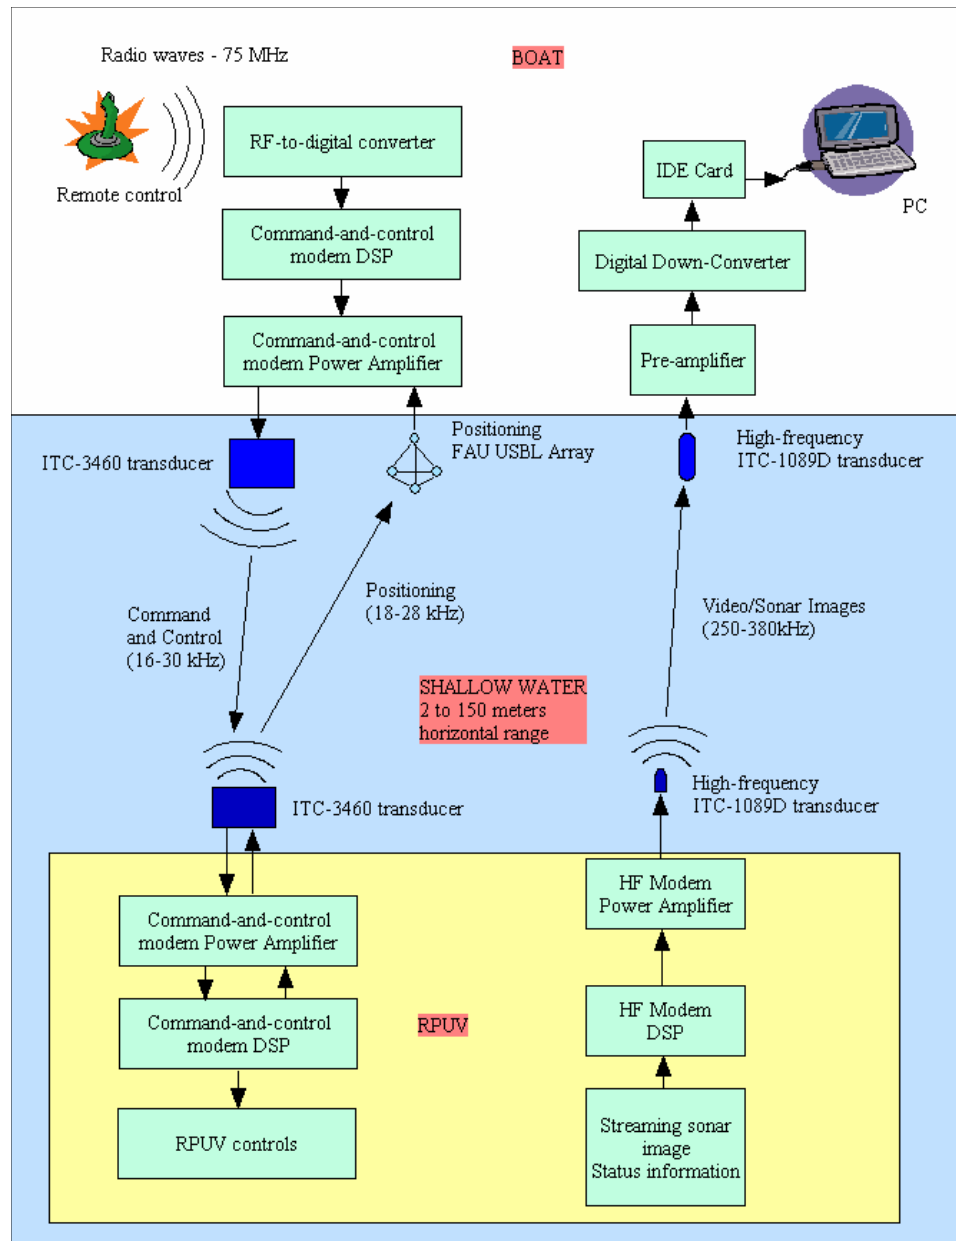 Radio waves - 75 MHz
BOAT
RF-to-digital converter
Remote control
IDE Card
PC
Command-and-control
modem DSP
Digital Down-Converter
Command-and-control
modem Power Amplifier
Pre-amplifier
ITC-3460 transducer
Positioning
FAU USBL Array
High-frequency
ITC-1089D transducer
Command
and Control
(16-30 kHz)
Positioning
(18-28 kHz)
Video/Sonar Images
(250-380kHz)
SHALLOW WATER
2 to 150 meters
horizontal range
ITC-3460 transducer
High-frequency
ITC-1089D transducer
Command-and-control
modem Power Amplifier
HF Modem
Power Amplifier
Command-and-control
modem DSP
RPUV
HF Modem
DSP
RPUV controls
Streaming sonar
image
Status information